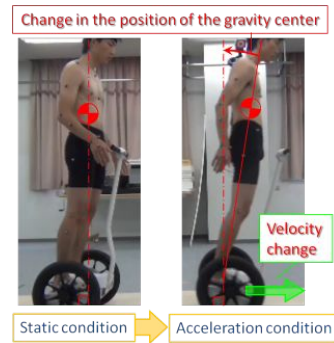 Change in the position of the gravity center
Velocity
change
Static condition
Acceleration condition